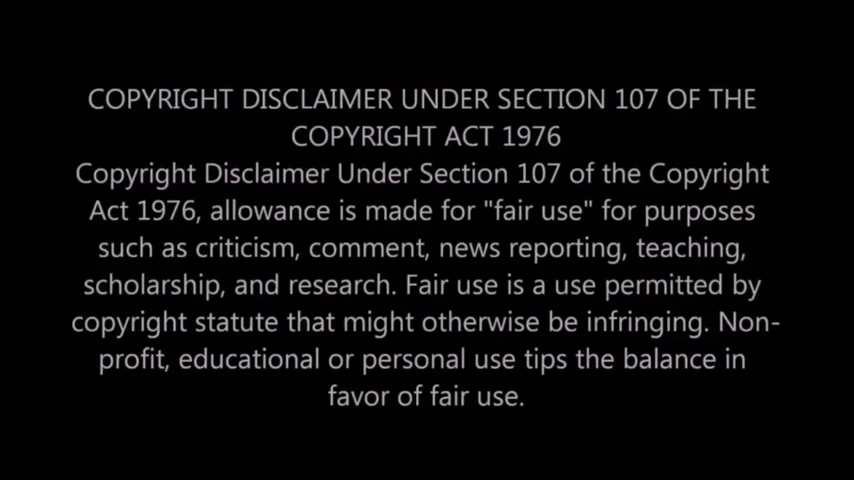 COPYRIGHT DISCLAIMER UNDER SECTION 107 OF THE
COPYRIGHT ACT 1976
Copyright Disclaimer Under Section 107 of the Copyright
Act 1976, allowance is made for "fair use" for purposes
such as criticism, comment, news reporting, teaching,
scholarship, and research. Fair use is a use permitted by
copyright statute that might otherwise be infringing. Non-
profit, educational or personal use tips the balance in
favor of fair use.